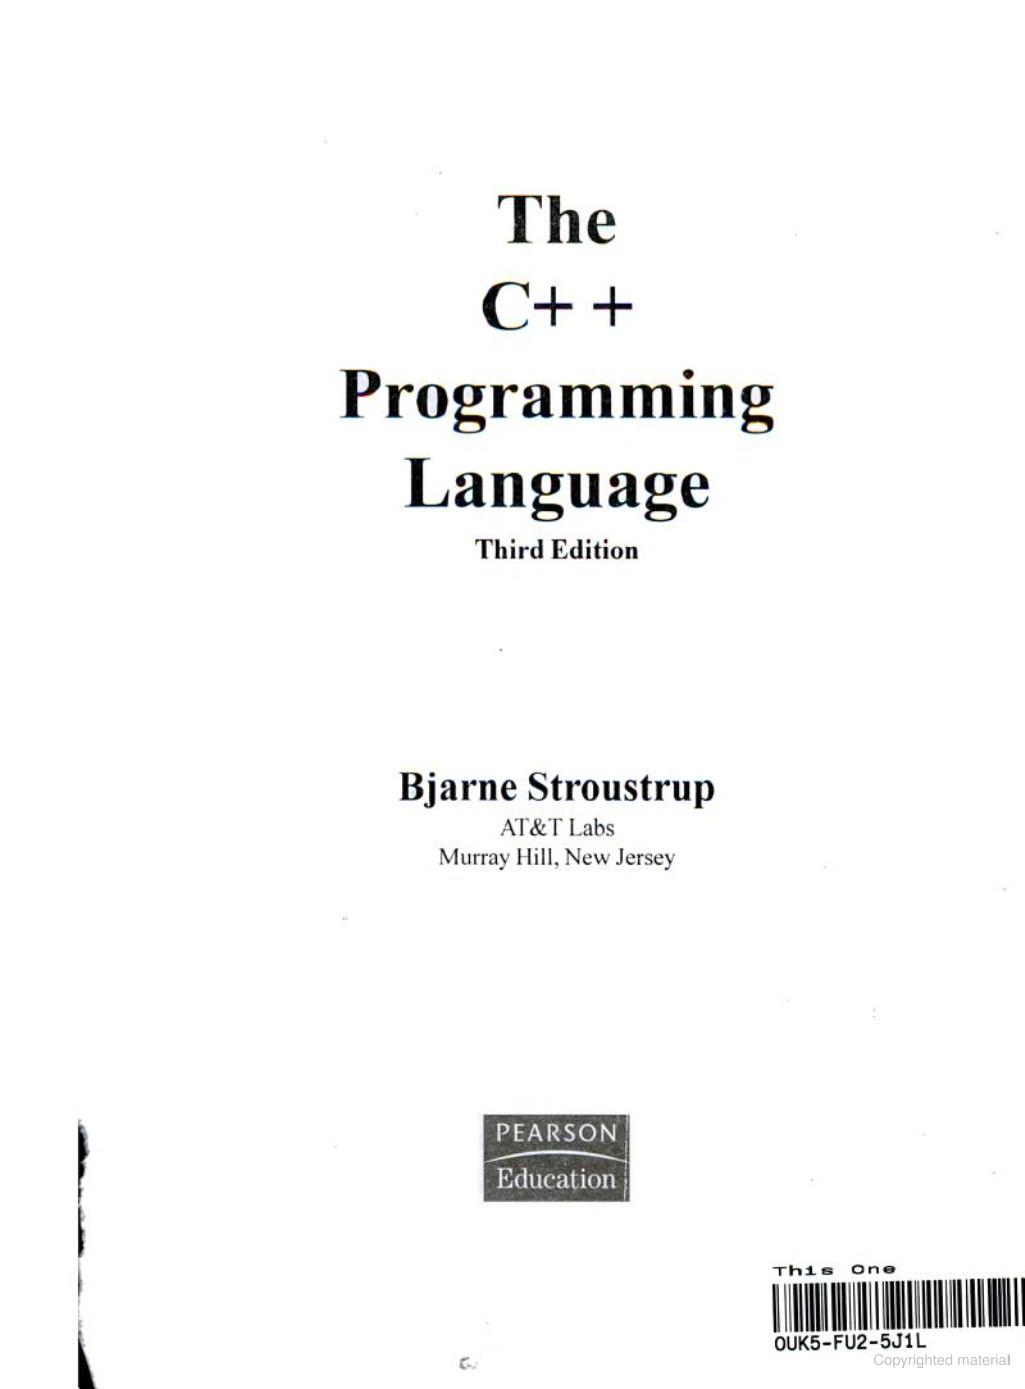 The
C+ +
Programming
Language
Third Edition
Bjarne Stroustrup
AT&T Labs
Murray Hill, New Jersey
PEARSON
Education
This One
OUK5-FU2-5J1L
Copyrighted material